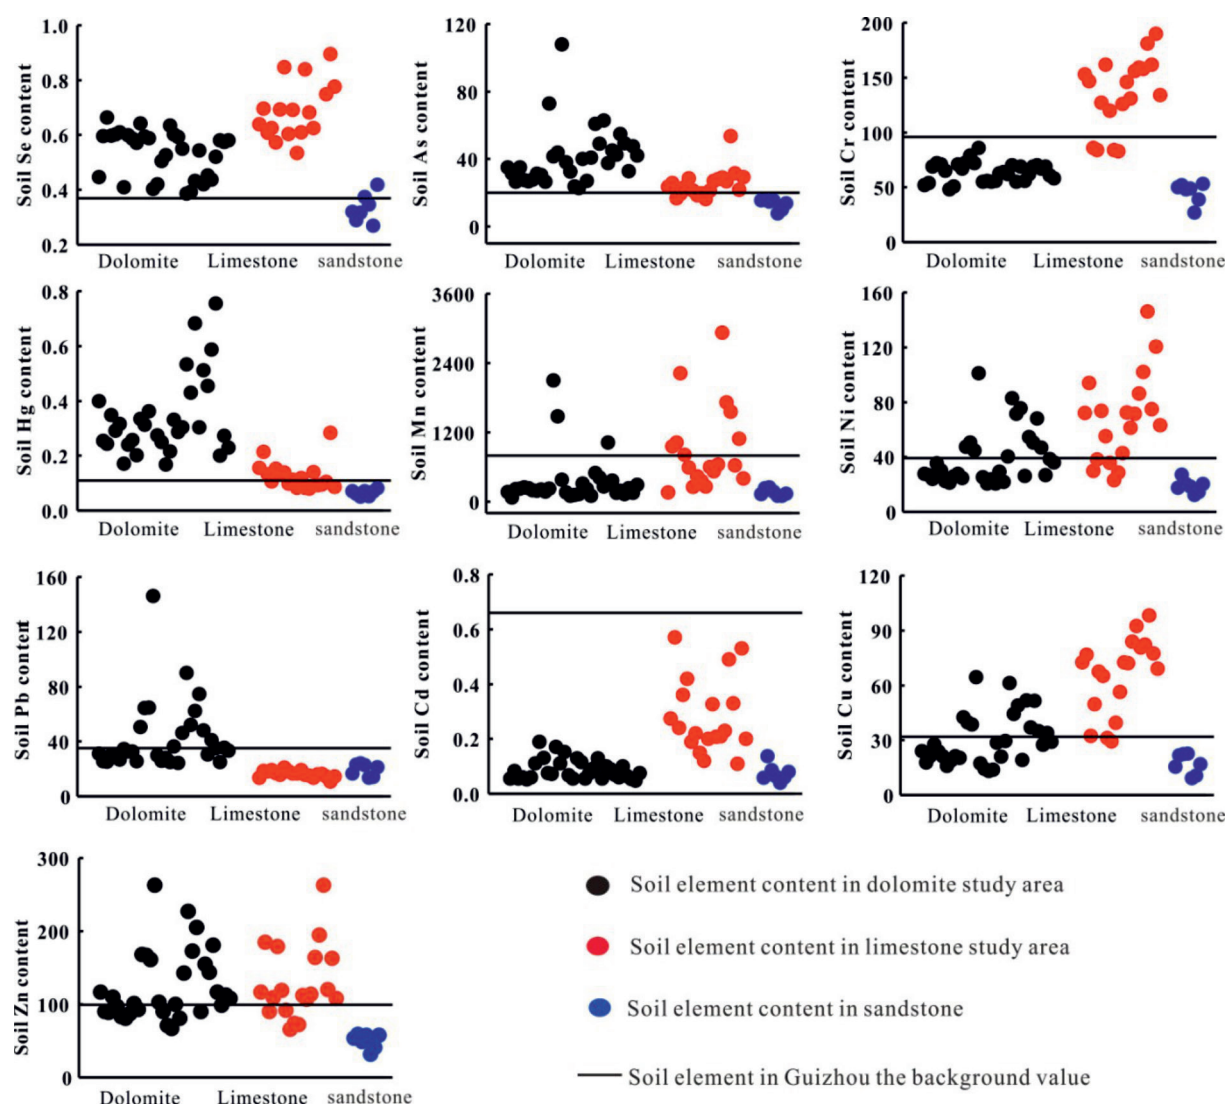 Soil Se content
1.0
0.8
0.6
0.4
0.2
Dolomite Limestone sandstone
Soil As content
120
80
40
0
Dolomite Limestone sandstone
Soil Cr content
200
150
100
50
0
Dolomite Limestone sandstone
Soil Hg content
0.8
0.6
0.4
0.2
0.0
Dolomite Limestone sandstone
Soil Mn content
3600
2400
1200
0
Dolomite Limestone sandstone
Soil Ni content
160
120
80
40
0
Dolomite Limestone sandstone
Soil Pb content
160
120
80
40
0
Dolomite Limestone sandstone
Soil Cd content
0.8
0.6
0.4
0.2
0.0
Dolomite Limestone sandstone
Soil Cu content
120
90
60
30
0
Dolomite Limestone sandstone
Soil Zn content
300
200
100
0
Dolomite Limestone sandstone
Soil element content in dolomite study area
Soil element content in limestone study area
Soil element content in sandstone
Soil element in Guizhou the background value